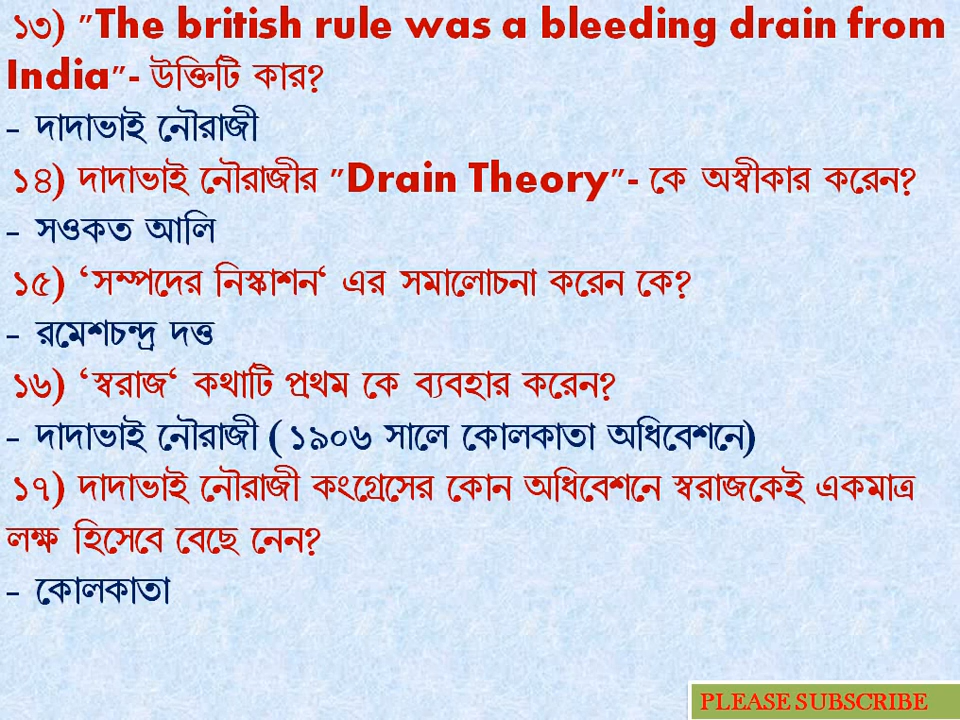 ১৩) "The british rule was a bleeding drain from
India"- উক্তিটি কার?
- দাদাভাই নৌরাজী
১৪) দাদাভাই নৌরাজীর "Drain Theory"- কে অস্বীকার করেন?
- সওকত আলি
১৫) ‘সম্পদের নিস্কাশন‘ এর সমালোচনা করেন কে?
- রমেশচন্দ্র দত্ত
১৬) ‘স্বরাজ‘ কথাটি প্রথম কে ব্যবহার করেন?
- দাদাভাই নৌরাজী (১৯০৬ সালে কোলকাতা অধিবেশনে)
১৭) দাদাভাই নৌরাজী কংগ্রেসের কোন অধিবেশনে স্বরাজকেই একমাত্র
লক্ষ হিসেবে বেছে নেন?
- কোলকাতা
PLEASE SUBSCRIBE